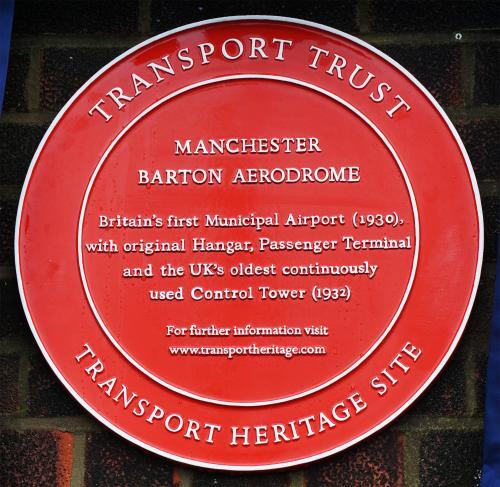 TRANSPORT TRUST
MANCHESTER
BARTON AERODROME
Britain's first Municipal Airport (1930),
with original Hangar, Passenger Terminal
and the UK's oldest continuously
used Control Tower (1932)
For further information visit
www.transportheritage.com
TRANSPORT HERITAGE SITE